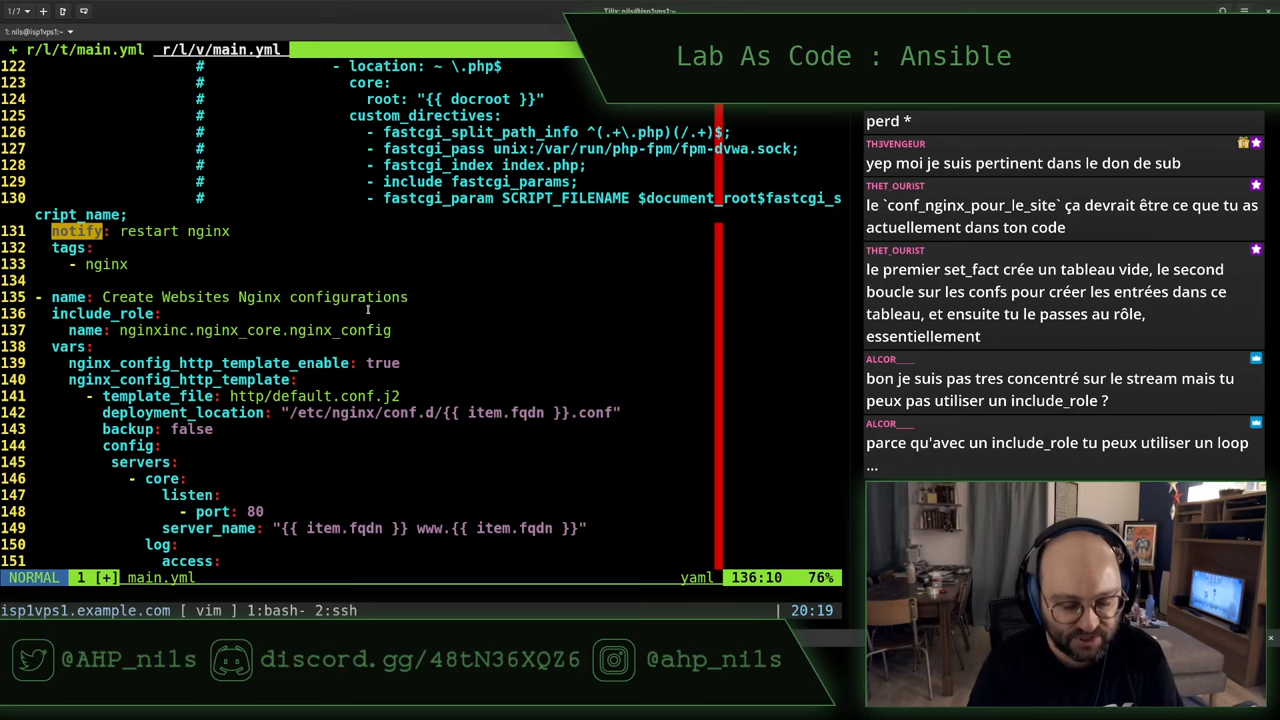 1/7
Tilix: nils@isp1vps1:~
1: nils@isp1vps1:~
+ r/l/t/main.yml r/l/v/main.yml
122 # - location: ~ \.php$
123 # core:
124 # root: "{{ docroot }}"
125 # custom_directives:
126 # - fastcgi_split_path_info ^(.+\.php)(/.+)$;
127 # - fastcgi_pass unix:/var/run/php-fpm/fpm-dvwa.sock;
128 # - fastcgi_index index.php;
129 # - include fastcgi_params;
130 # - fastcgi_param SCRIPT_FILENAME $document_root$fastcgi_s
cript_name;
131 notify: restart nginx
132 tags:
133 - nginx
134
135 - name: Create Websites Nginx configurations
136 include_role:
137 name: nginxinc.nginx_core.nginx_config
138 vars:
139 nginx_config_http_template_enable: true
140 nginx_config_http_template:
141 - template_file: http/default.conf.j2
142 deployment_location: "/etc/nginx/conf.d/{{ item.fqdn }}.conf"
143 backup: false
144 config:
145 servers:
146 - core:
147 listen:
148 - port: 80
149 server_name: "{{ item.fqdn }} www.{{ item.fqdn }}"
150 log:
151 access:
NORMAL 1 [+] main.yml yaml 136:10 76%
isp1vps1.example.com [ vim ] 1:bash- 2:ssh | 20:19
Lab As Code : Ansible
perd *
TH3VENGEUR
yep moi je suis pertinent dans le don de sub
THET_OURIST
le `conf_nginx_pour_le_site` ça devrait être ce que tu as
actuellement dans ton code
THET_OURIST
le premier set_fact crée un tableau vide, le second
boucle sur les confs pour créer les entrées dans ce
tableau, et ensuite tu le passes au rôle,
essentiellement
ALCOR____
bon je suis pas tres concentré sur le stream mais tu
peux pas utiliser un include_role ?
ALCOR____
parce qu'avec un include_role tu peux utiliser un loop
...
@AHP_nils
discord.gg/48tN36XQZ6
@ahp_nils